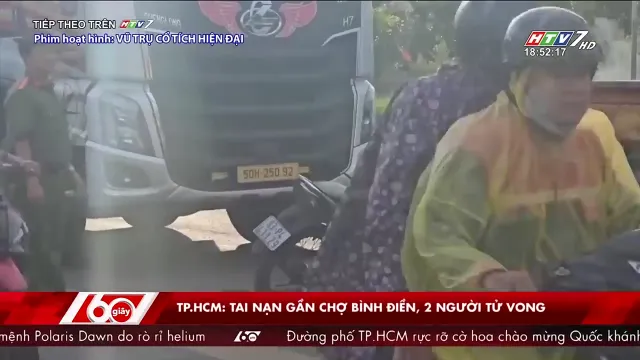 TIẾP THEO TRÊN HTV7
Phim hoạt hình: VŨ TRỤ CỔ TÍCH HIỆN ĐẠI
HTV7 HD
18:52:17
H7
50H-250 92
60 giây
TP.HCM: TAI NẠN GẦN CHỢ BÌNH ĐIỀN, 2 NGƯỜI TỬ VONG
mệnh Polaris Dawn do rò rỉ helium 60 Đường phố TP.HCM rực rỡ cờ hoa chào mừng Quốc khánh